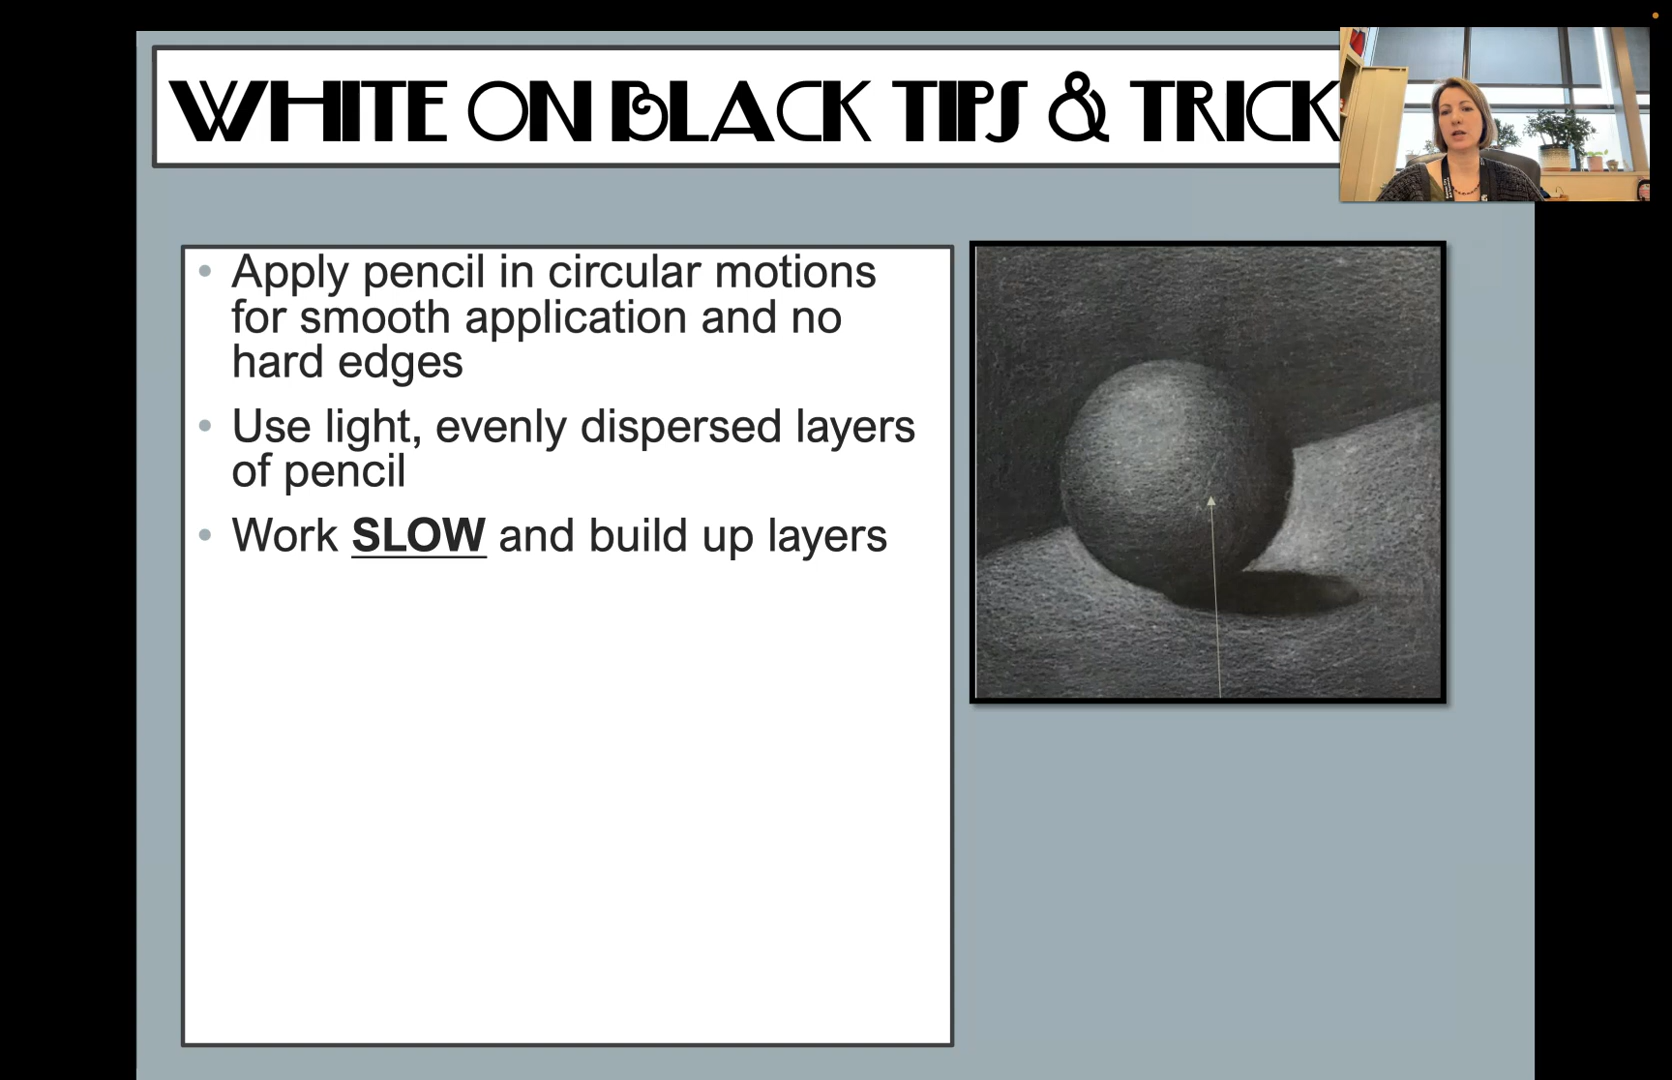 WHITE ON BLACK TIPS & TRICK
Apply pencil in circular motions
for smooth application and no
hard edges
Use light, evenly dispersed layers
of pencil
Work SLOW and build up layers